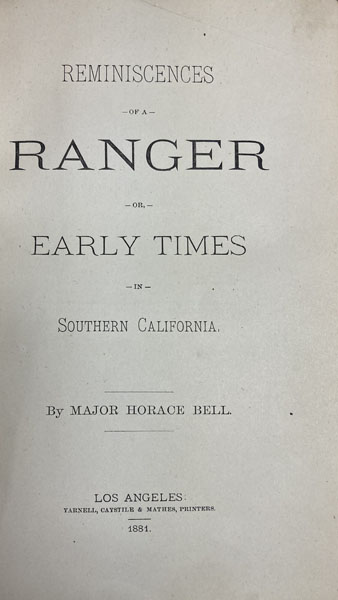 REMINISCENCES
—OF A—
RANGER
—OR,—
EARLY TIMES
—IN—
SOUTHERN CALIFORNIA.
By MAJOR HORACE BELL.
LOS ANGELES:
YARNELL, CAYSTILE & MATHES, PRINTERS.
1881.